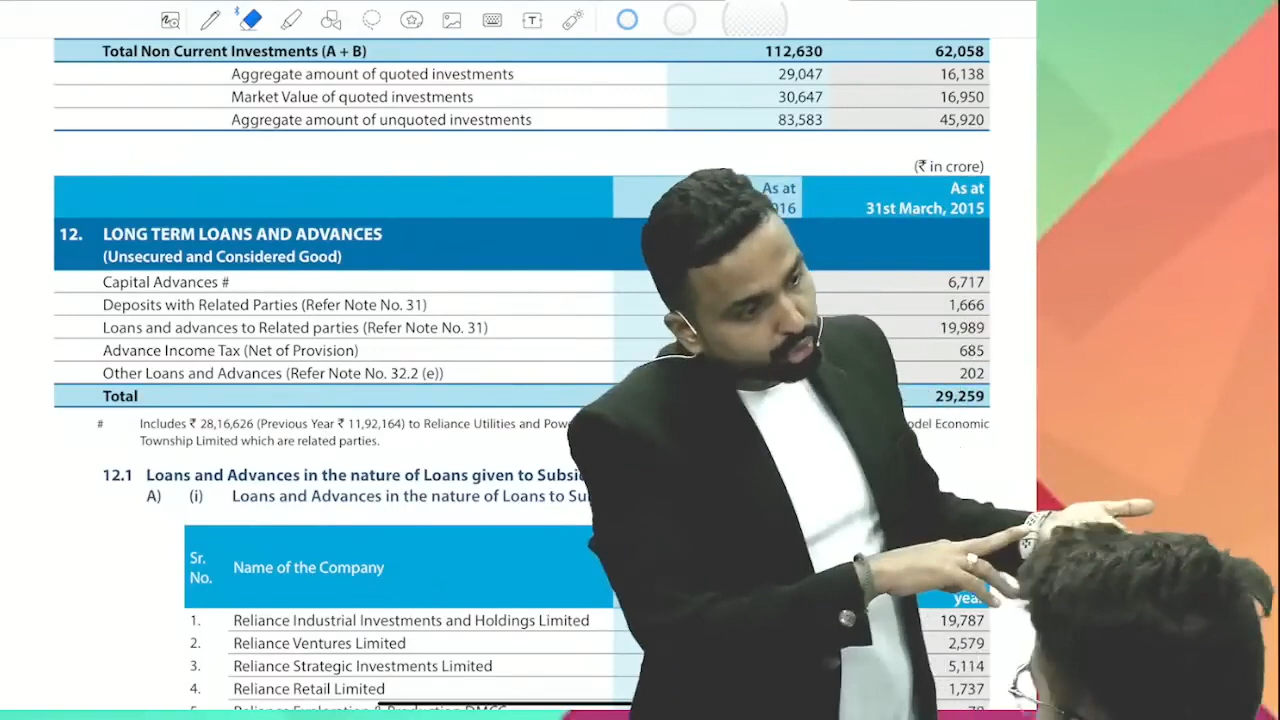 Total Non Current Investments (A + B) 112,630 62,058
Aggregate amount of quoted investments 29,047 16,138
Market Value of quoted investments 30,647 16,950
Aggregate amount of unquoted investments 83,583 45,920
(₹ in crore)
As at As at
016 31st March, 2015
12. LONG TERM LOANS AND ADVANCES
(Unsecured and Considered Good)
Capital Advances # 6,717
Deposits with Related Parties (Refer Note No. 31) 1,666
Loans and advances to Related parties (Refer Note No. 31) 19,989
Advance Income Tax (Net of Provision) 685
Other Loans and Advances (Refer Note No. 32.2 (e)) 202
Total 29,259
# Includes ₹ 28,16,626 (Previous Year ₹ 11,92,164) to Reliance Utilities and Pow odel Economic
Township Limited which are related parties.
12.1 Loans and Advances in the nature of Loans given to Subsi
A) (i) Loans and Advances in the nature of Loans to Su
Sr. No. Name of the Company
year
1. Reliance Industrial Investments and Holdings Limited 19,787
2. Reliance Ventures Limited 2,579
3. Reliance Strategic Investments Limited 5,114
4. Reliance Retail Limited 1,737